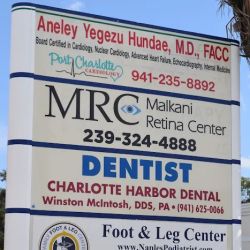 Aneley Yegezu Hundae, M.D., FACC
Board Certified in Cardiology, Nuclear Cardiology, Advanced Heart Failure, Echocardiography, Internal Medicine
Port Charlotte
CARDIOLOGY
941-235-8892
MRC Malkani
Retina Center
239-324-4888
DENTIST
CHARLOTTE HARBOR DENTAL
Winston McIntosh, DDS, PA • (941) 625-0066
FOOT & LEG
Foot & Leg Center
www.NaplesPodiatrist.com